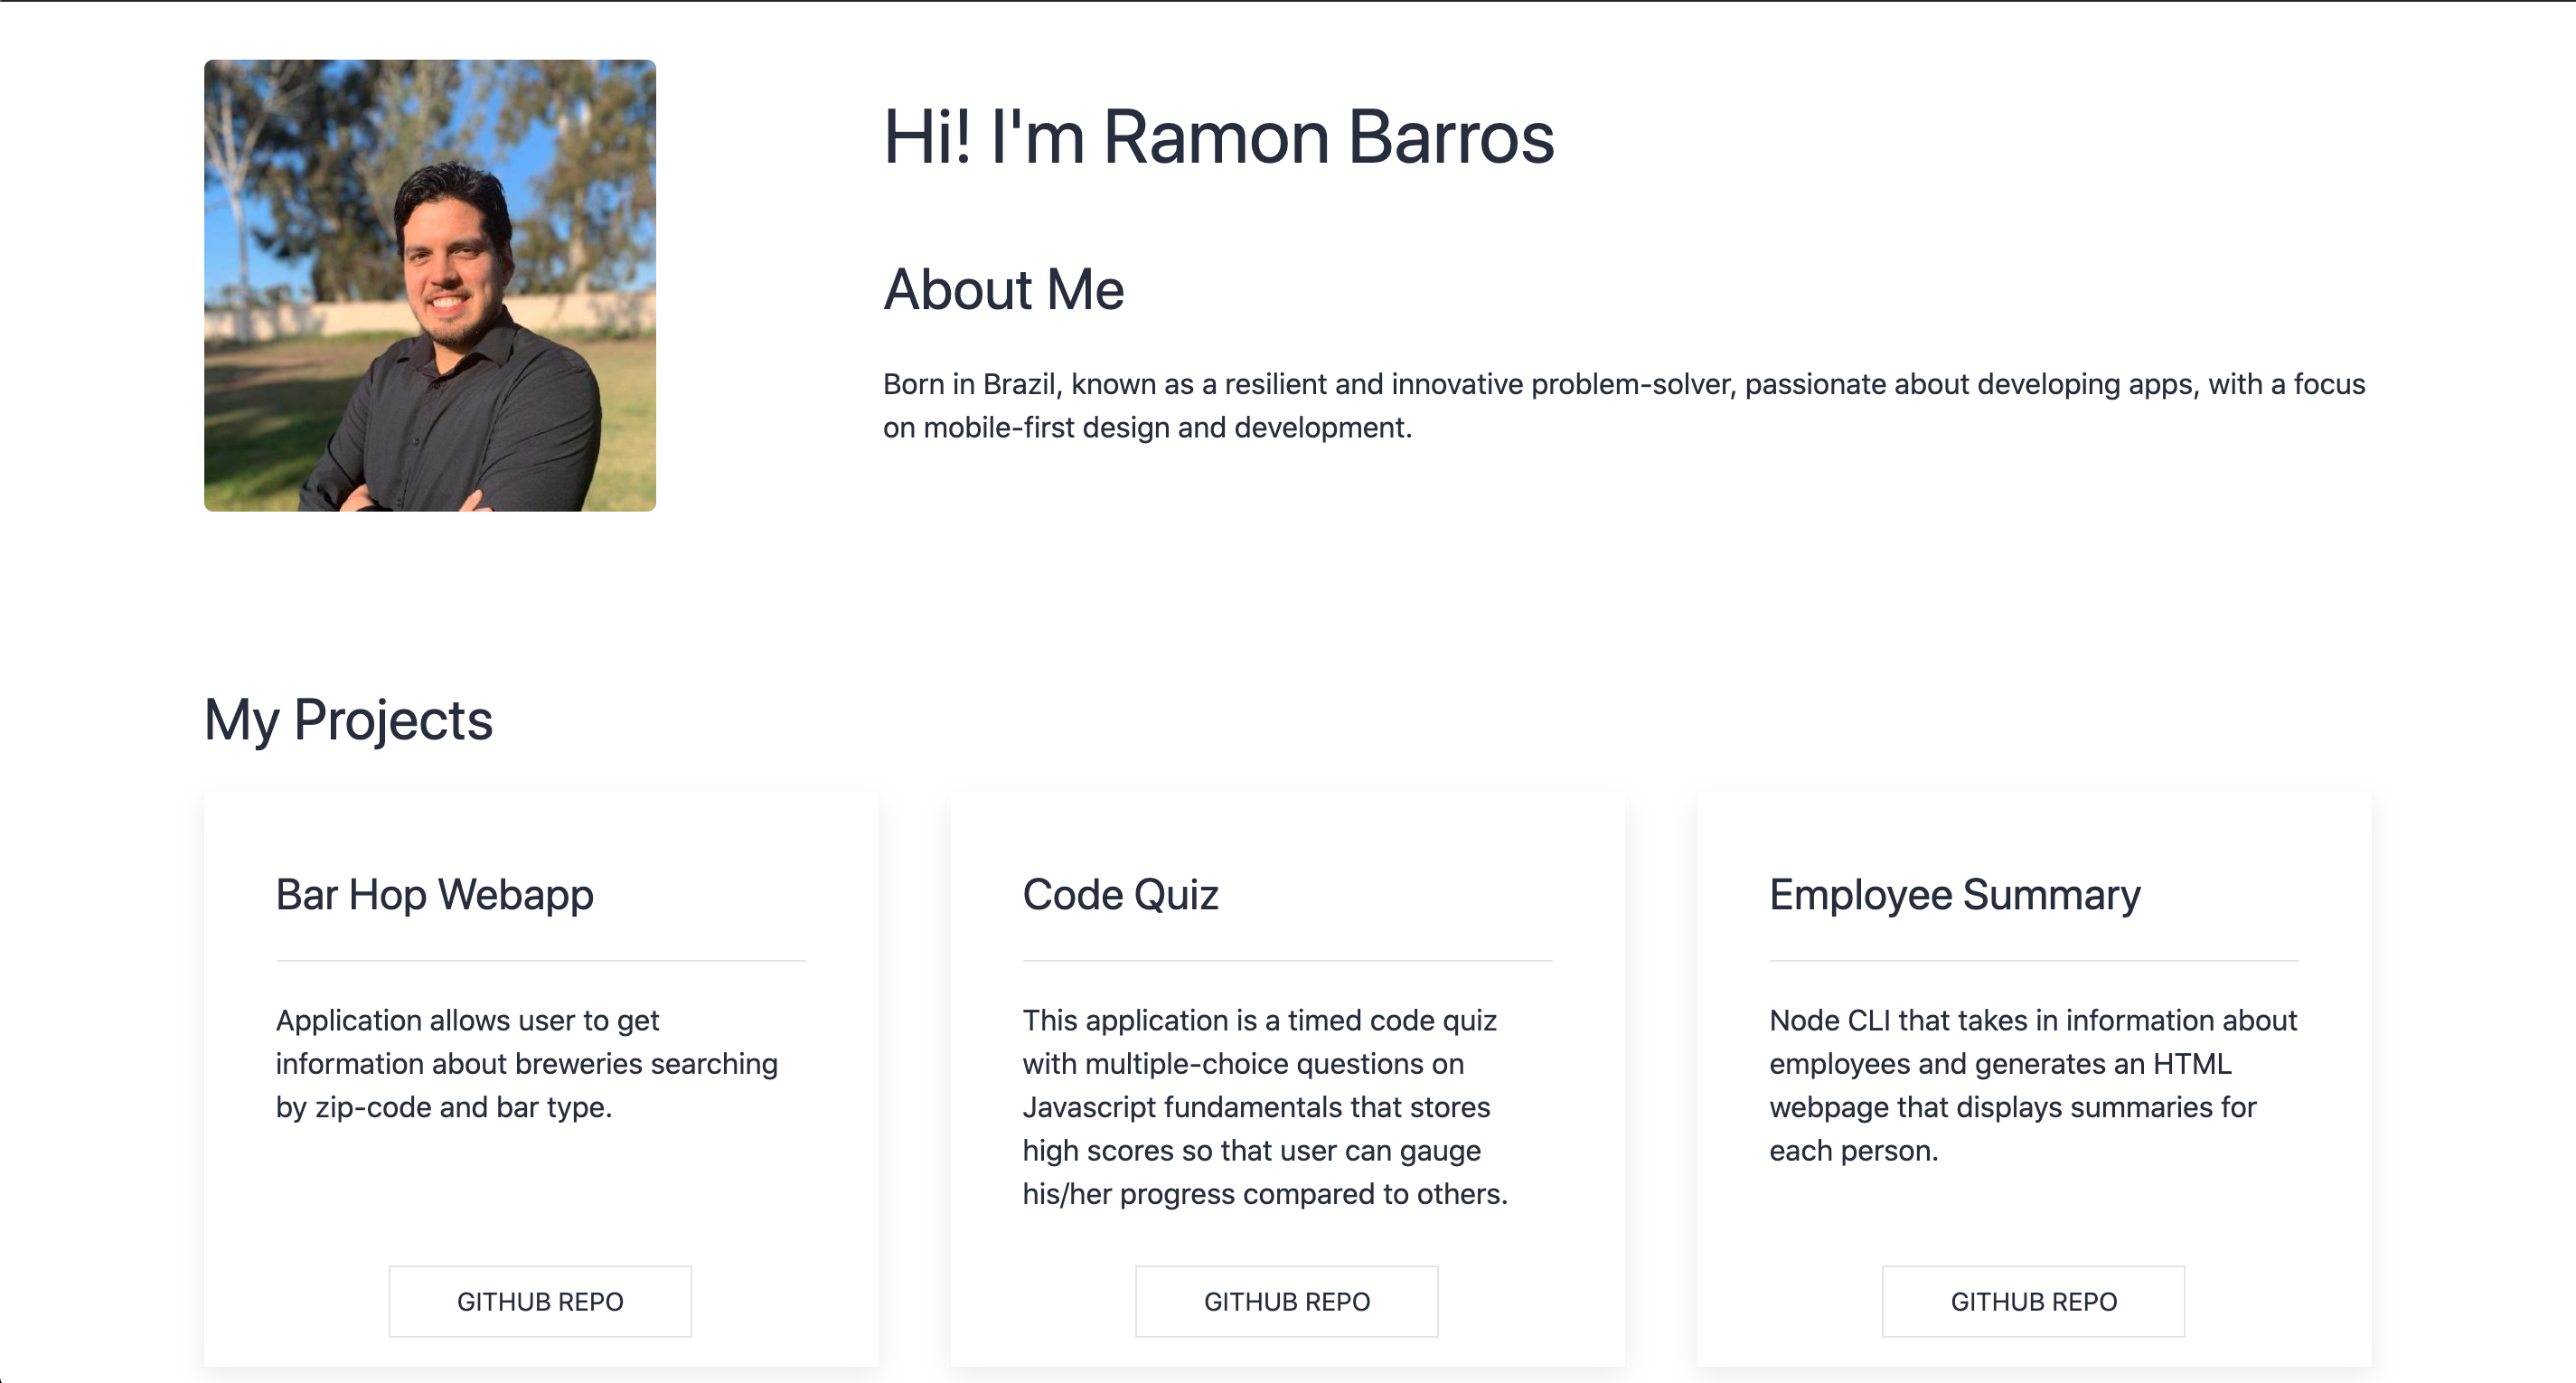 Hi! I'm Ramon Barros
About Me
Born in Brazil, known as a resilient and innovative problem-solver, passionate about developing apps, with a focus
on mobile-first design and development.
My Projects
Bar Hop Webapp
Application allows user to get
information about breweries searching
by zip-code and bar type.
GITHUB REPO
Code Quiz
This application is a timed code quiz
with multiple-choice questions on
Javascript fundamentals that stores
high scores so that user can gauge
his/her progress compared to others.
GITHUB REPO
Employee Summary
Node CLI that takes in information about
employees and generates an HTML
webpage that displays summaries for
each person.
GITHUB REPO